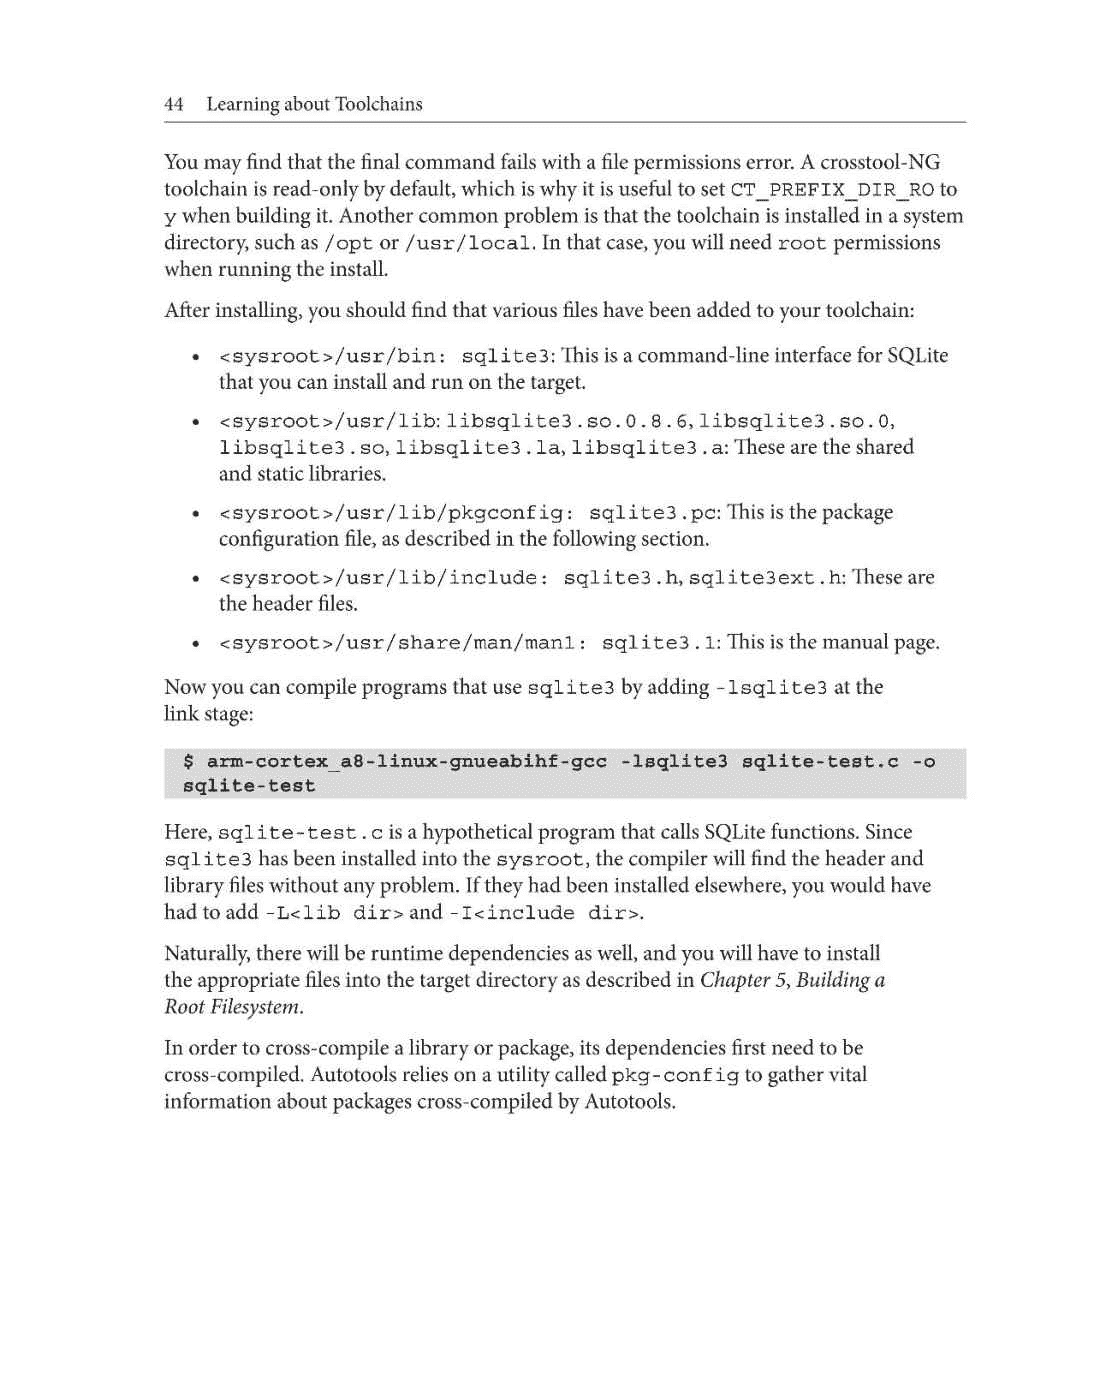 44 Learning about Toolchains
You may find that the final command fails with a file permissions error. A crosstool-NG
toolchain is read-only by default, which is why it is useful to set CT_PREFIX_DIR_RO to
y when building it. Another common problem is that the toolchain is installed in a system
directory, such as /opt or /usr/local. In that case, you will need root permissions
when running the install.
After installing, you should find that various files have been added to your toolchain:
• <sysroot>/usr/bin: sqlite3: This is a command-line interface for SQLite
that you can install and run on the target.
• <sysroot>/usr/lib: libsqlite3.so.0.8.6, libsqlite3.so.0,
libsqlite3.so, libsqlite3.la, libsqlite3.a: These are the shared
and static libraries.
• <sysroot>/usr/lib/pkgconfig: sqlite3.pc: This is the package
configuration file, as described in the following section.
• <sysroot>/usr/lib/include: sqlite3.h, sqlite3ext.h: These are
the header files.
• <sysroot>/usr/share/man/man1: sqlite3.1: This is the manual page.
Now you can compile programs that use sqlite3 by adding -lsqlite3 at the
link stage:
$ arm-cortex_a8-linux-gnueabihf-gcc -lsqlite3 sqlite-test.c -o
sqlite-test
Here, sqlite-test.c is a hypothetical program that calls SQLite functions. Since
sqlite3 has been installed into the sysroot, the compiler will find the header and
library files without any problem. If they had been installed elsewhere, you would have
had to add -L<lib dir> and -I<include dir>.
Naturally, there will be runtime dependencies as well, and you will have to install
the appropriate files into the target directory as described in Chapter 5, Building a
Root Filesystem.
In order to cross-compile a library or package, its dependencies first need to be
cross-compiled. Autotools relies on a utility called pkg-config to gather vital
information about packages cross-compiled by Autotools.